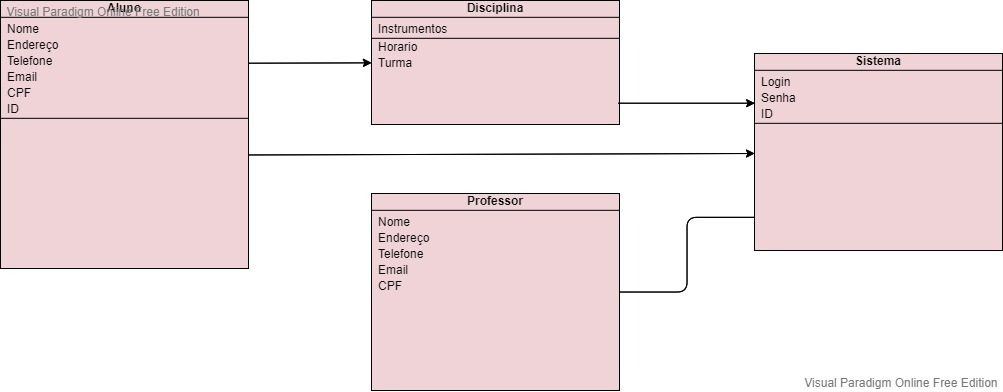 Visual Paradigm Online Free Edition
Aluno
Nome
Endereço
Telefone
Email
CPF
ID
Disciplina
Instrumentos
Horario
Turma
Sistema
Login
Senha
ID
Professor
Nome
Endereço
Telefone
Email
CPF
Visual Paradigm Online Free Edition